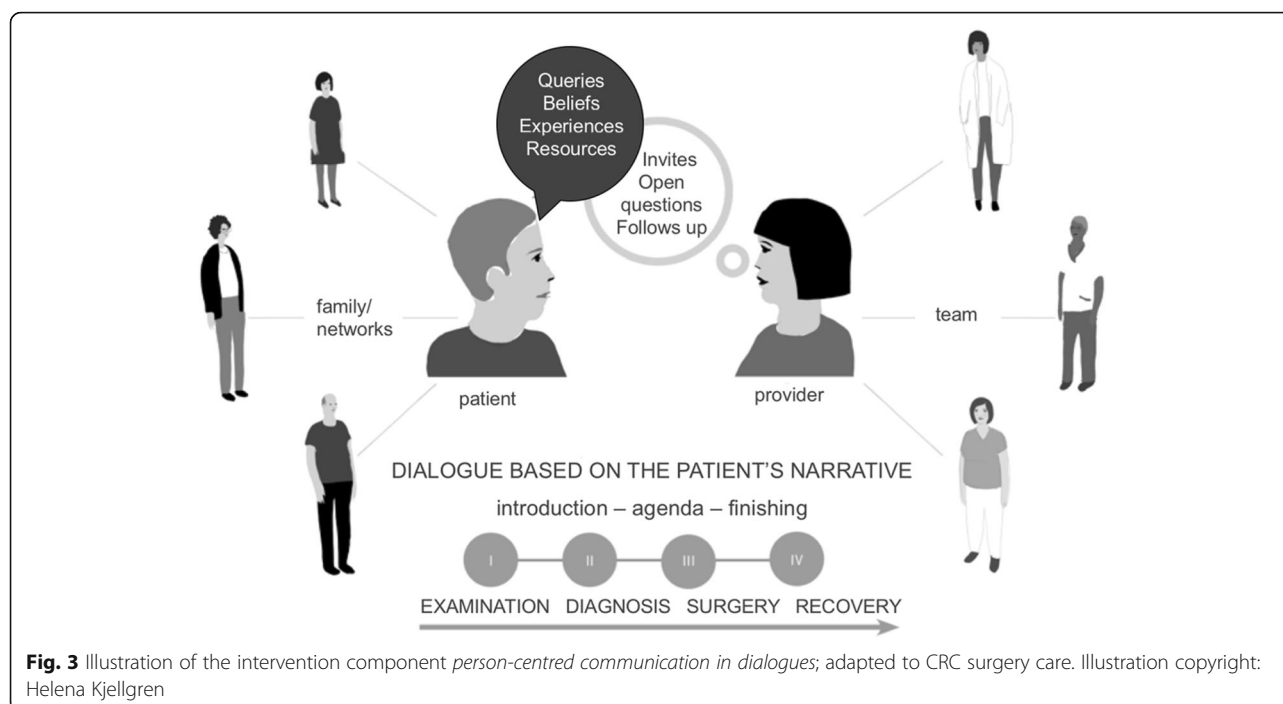 Queries
Beliefs
Experiences
Resources
Invites
Open
questions
Follows up
family/
networks
team
patient
provider
DIALOGUE BASED ON THE PATIENT'S NARRATIVE
introduction – agenda – finishing
I II III IV
EXAMINATION DIAGNOSIS SURGERY RECOVERY
Fig. 3 Illustration of the intervention component person-centred communication in dialogues; adapted to CRC surgery care. Illustration copyright:
Helena Kjellgren